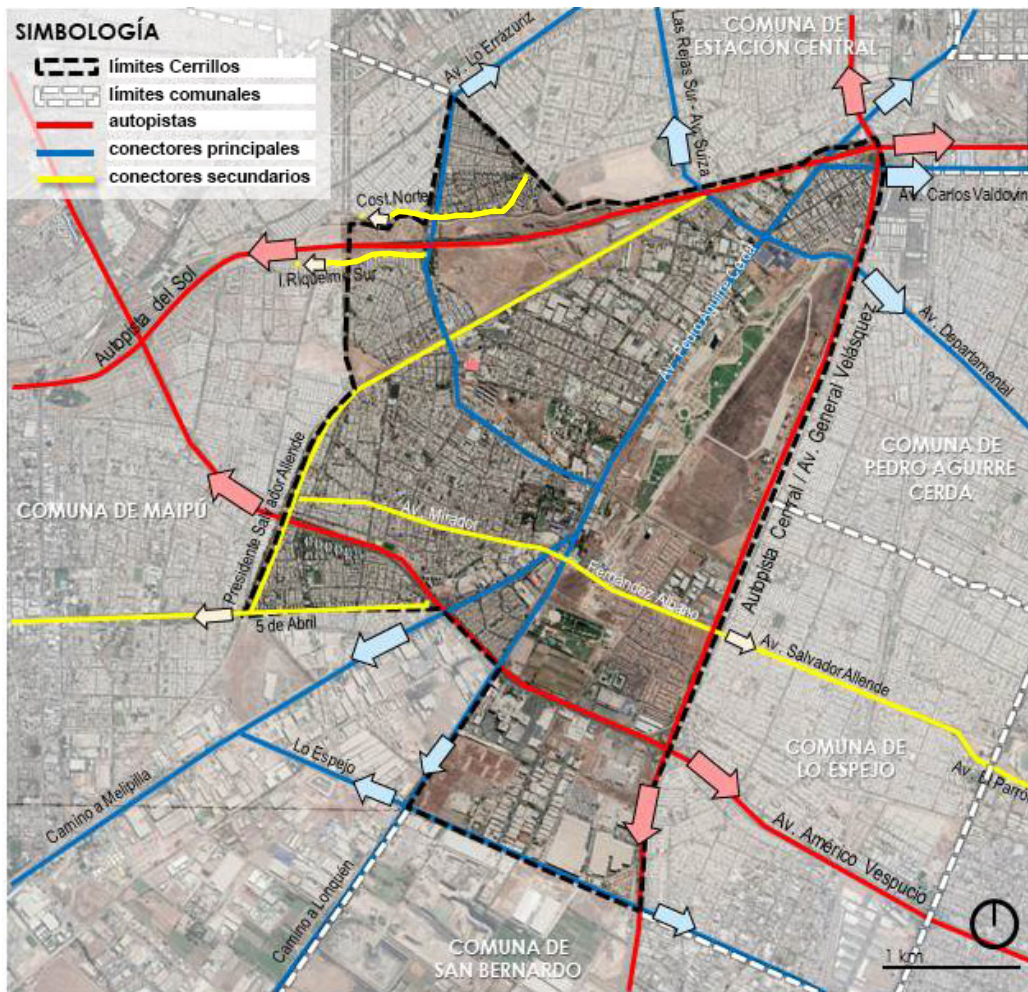 SIMBOLOGÍA
límites Cerrillos
límites comunales
autopistas
conectores principales
conectores secundarios
COMUNA DE
ESTACIÓN CENTRAL
Av. Lo Errazuriz
Las Rejas Sur - Av. Suiza
Av. Carlos Valdovin
Cost.Norte
I.Riquelme Sur
Autopista del Sol
Av. Pedro Aguirre Cerda
Av. Departamental
Autopista Central / Av. General Velásquez
COMUNA DE
PEDRO AGUIRRE
CERDA
COMUNA DE MAIPÚ
Presidente Salvador Allende
Av. Mirador
Fernández Albano
5 de Abril
Av. Salvador Allende
Av. El Parró
COMUNA DE
LO ESPEJO
Lo Espejo
Camino a Melipilla
Camino a Lonquén
Av. Américo Vespucio
COMUNA DE
SAN BERNARDO
1 km